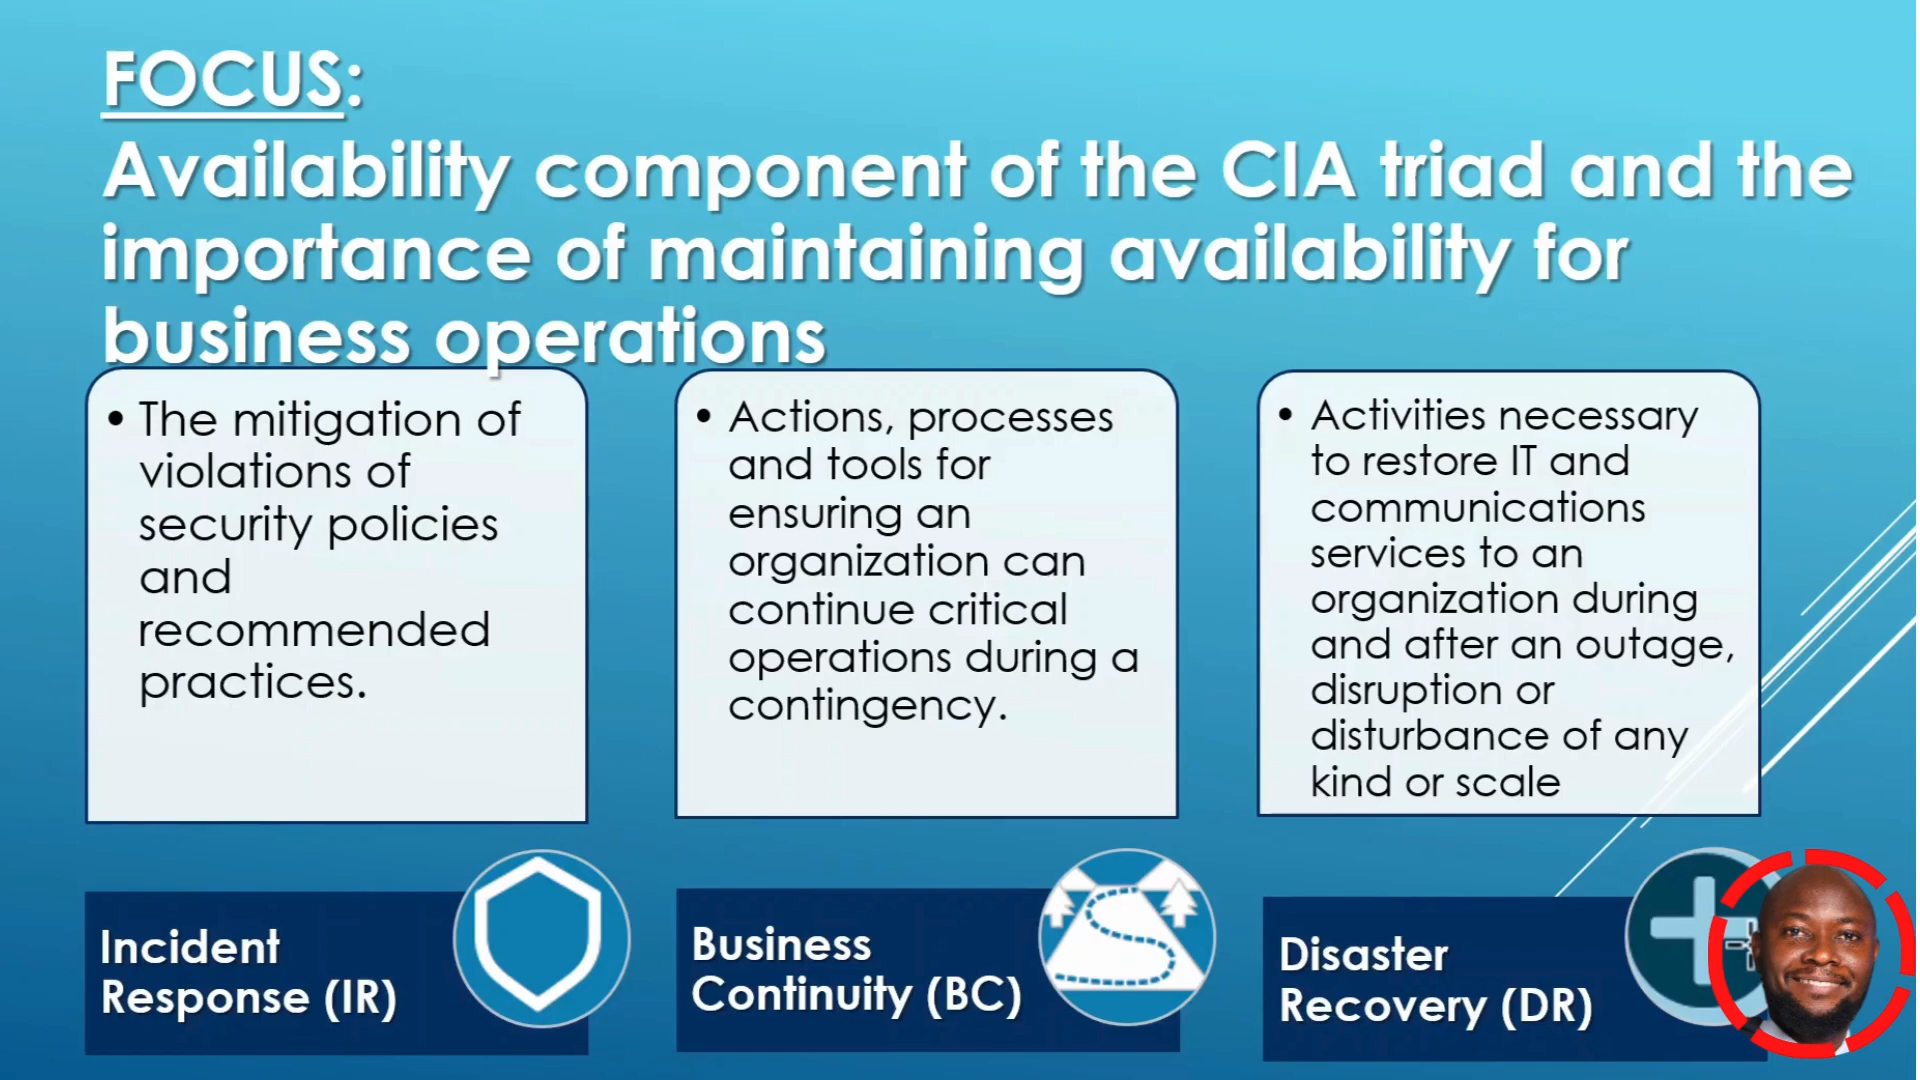 FOCUS:
Availability component of the CIA triad and the
importance of maintaining availability for
business operations
• The mitigation of
violations of
security policies
and
recommended
practices.
• Actions, processes
and tools for
ensuring an
organization can
continue critical
operations during a
contingency.
• Activities necessary
to restore IT and
communications
services to an
organization during
and after an outage,
disruption or
disturbance of any
kind or scale
Incident
Response (IR)
Business
Continuity (BC)
Disaster
Recovery (DR)